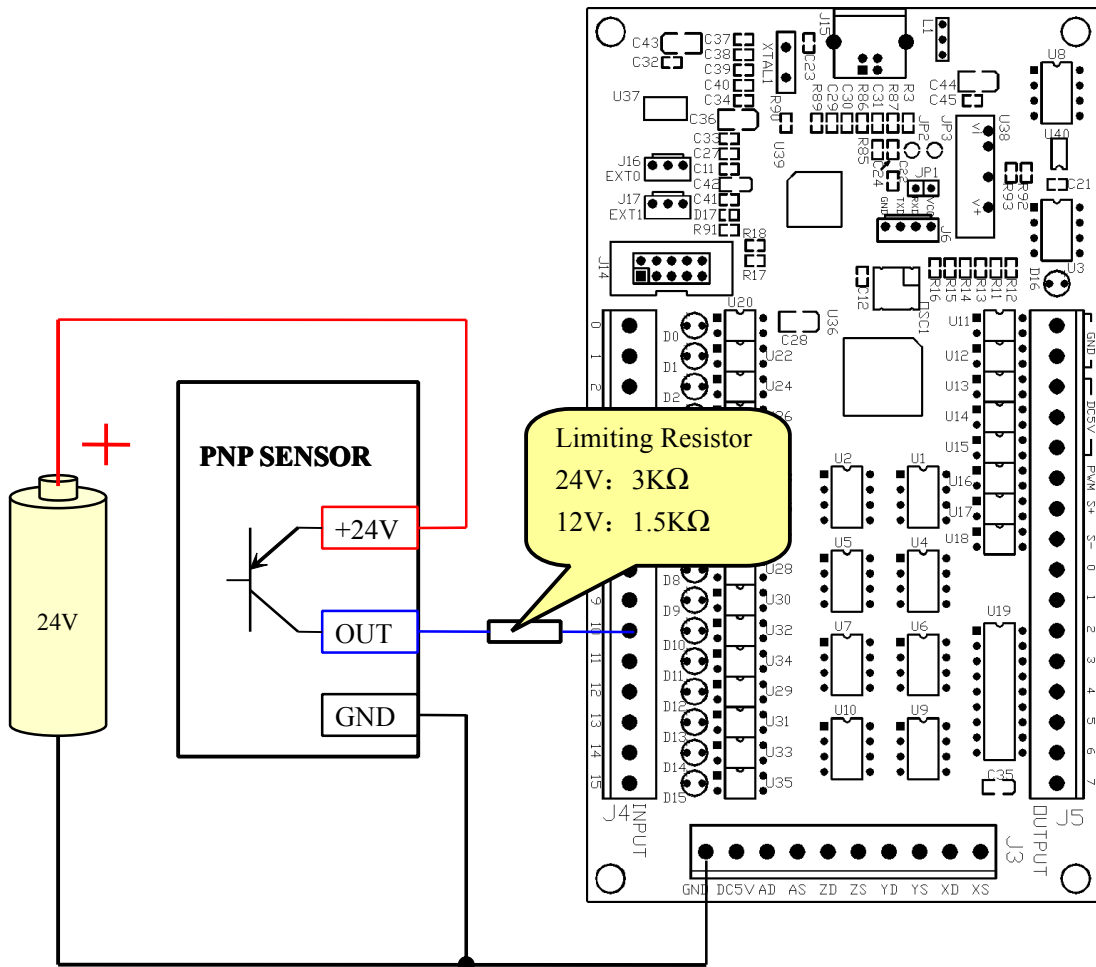 PNP SENSOR
+24V
OUT
GND
24V
Limiting Resistor
24V: 3KΩ
12V: 1.5KΩ
C43
C32
U37
C37
C38
C39
C40
C34
C36
C33
C27
C11
C42
C41
D17
R91
J16
EXT0
J17
EXT1
R18
R17
J14
XTAL1
C23
R90
U39
J15
L1
R89
C29
C30
R86
C31
R87
R3
R85
C24
C22
JP2
JP3
JP1
GND
TXD
RXD
VCC
J6
C44
C45
U38
V+
U8
U40
C21
R93
R92
U3
D16
R16
R15
R14
R13
R11
R12
C12
OSC1
U36
C28
U20
U22
U24
U26
U28
U30
U32
U34
U29
U31
U33
U35
0
1
2
9
10
11
12
13
14
15
D0
D1
D2
D8
D9
D10
D11
D12
D13
D14
D15
J4
INPUT
U11
U12
U13
U14
U15
U16
U17
U18
U2
U1
U5
U4
U7
U6
U10
U9
U19
C35
GND
DC5V
PWM
S+
S-
0
1
2
3
4
5
6
7
J5
OUTPUT
J3
GND DC5V AD AS ZD ZS YD YS XD XS